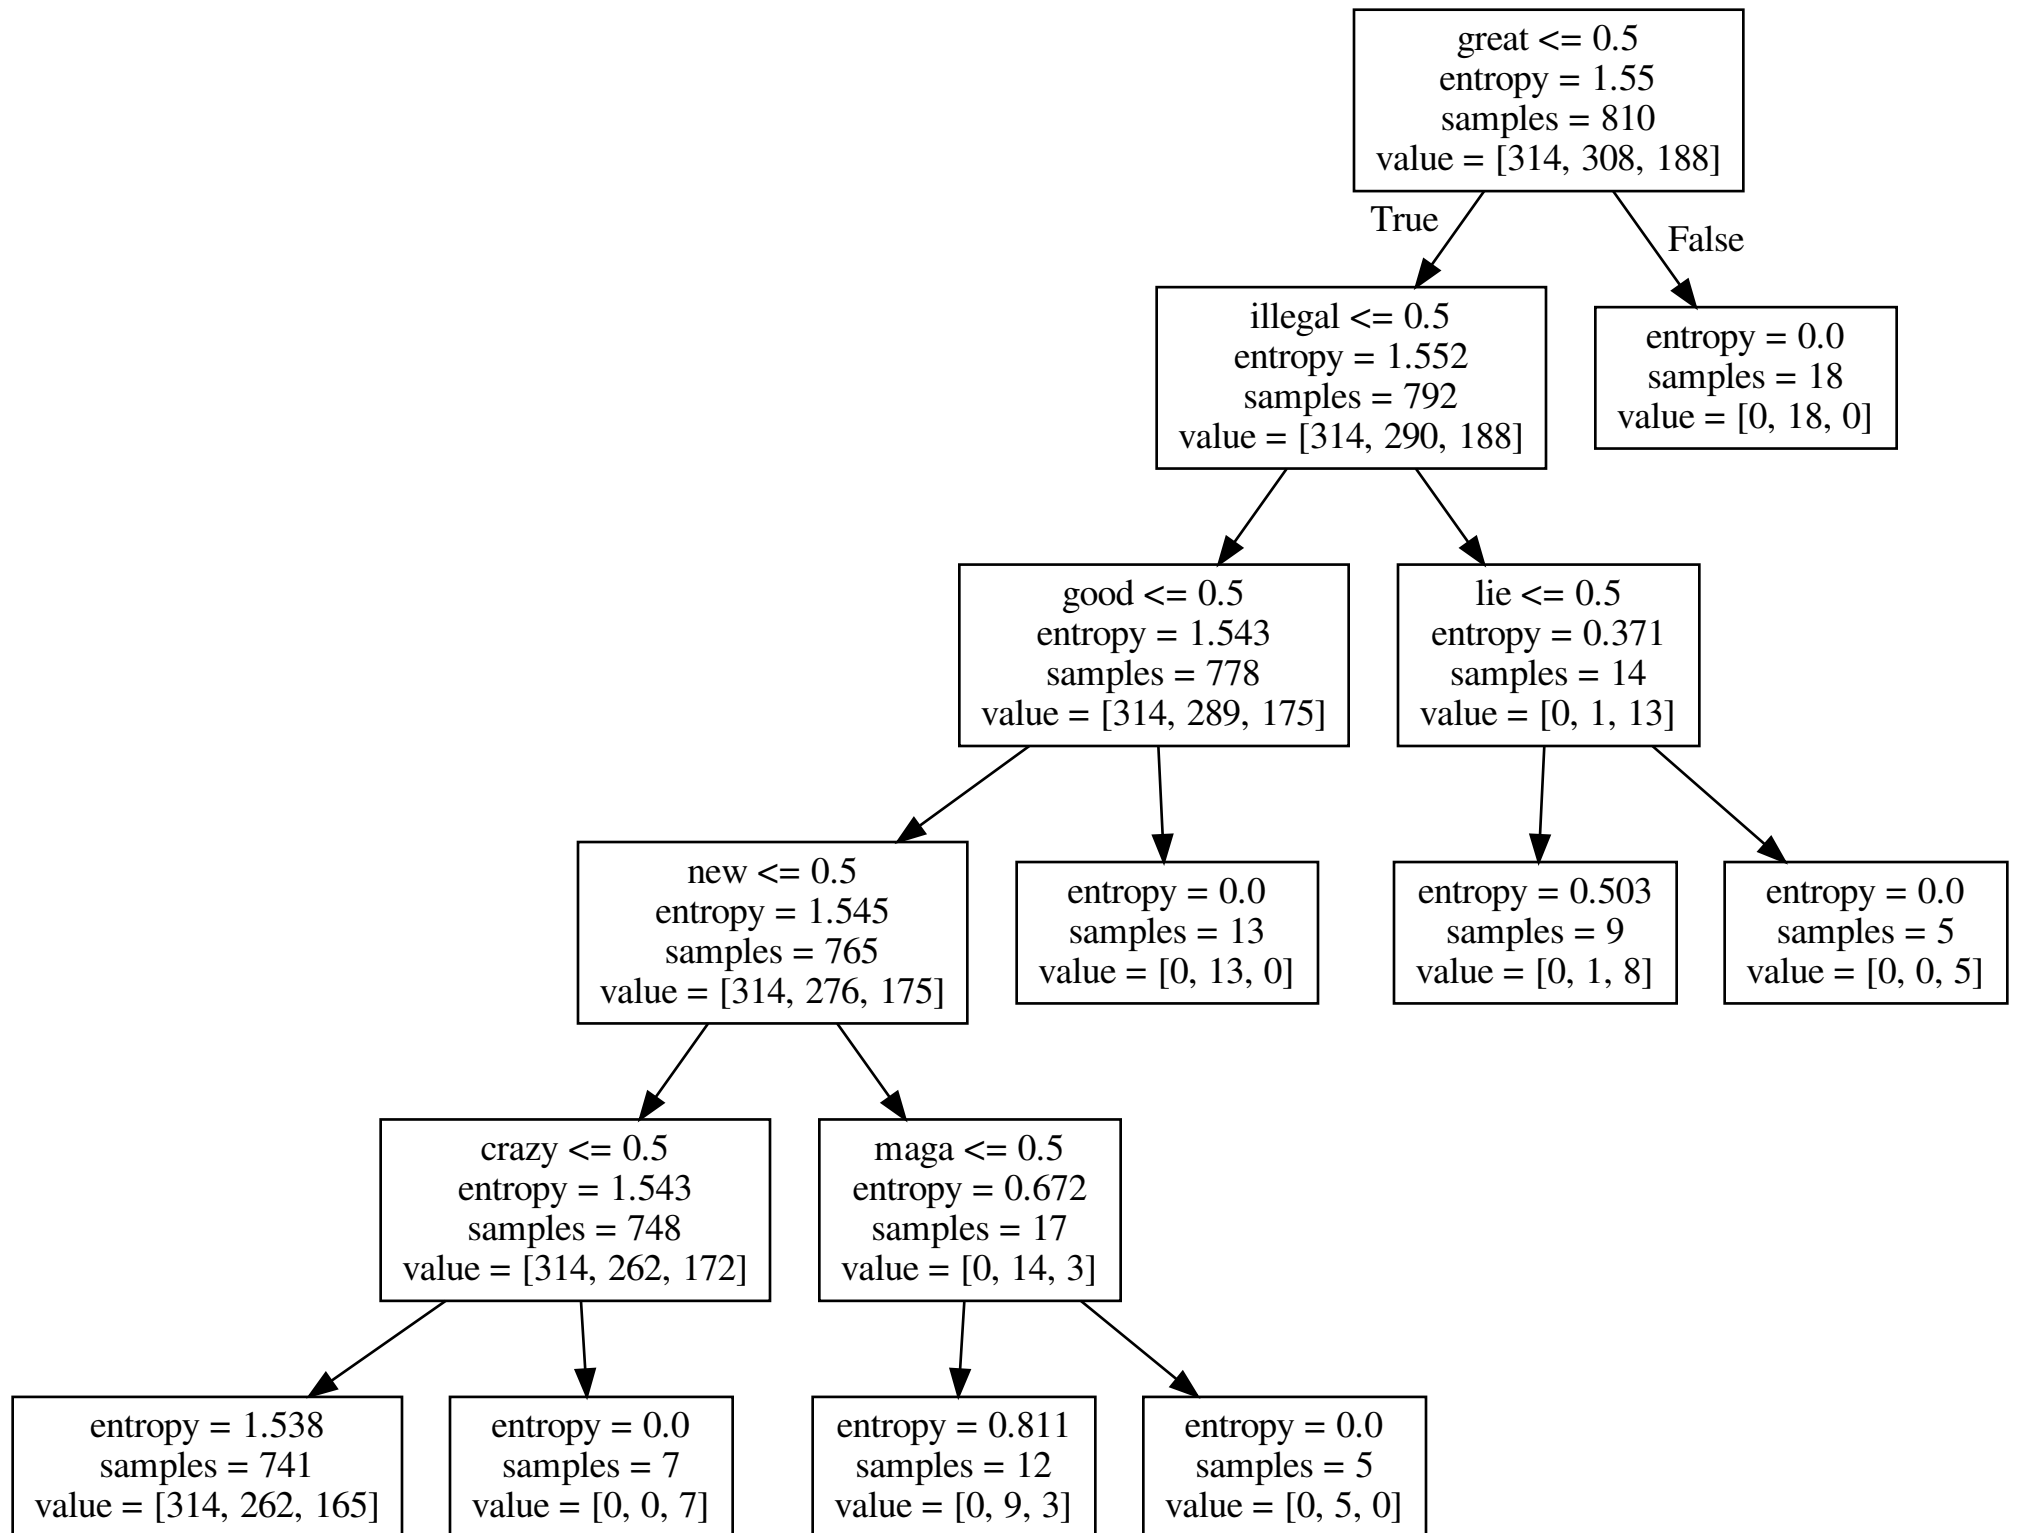 great <= 0.5
entropy = 1.55
samples = 810
value = [314, 308, 188]
True
False
illegal <= 0.5
entropy = 1.552
samples = 792
value = [314, 290, 188]
entropy = 0.0
samples = 18
value = [0, 18, 0]
good <= 0.5
entropy = 1.543
samples = 778
value = [314, 289, 175]
lie <= 0.5
entropy = 0.371
samples = 14
value = [0, 1, 13]
new <= 0.5
entropy = 1.545
samples = 765
value = [314, 276, 175]
entropy = 0.0
samples = 13
value = [0, 13, 0]
entropy = 0.503
samples = 9
value = [0, 1, 8]
entropy = 0.0
samples = 5
value = [0, 0, 5]
crazy <= 0.5
entropy = 1.543
samples = 748
value = [314, 262, 172]
maga <= 0.5
entropy = 0.672
samples = 17
value = [0, 14, 3]
entropy = 1.538
samples = 741
value = [314, 262, 165]
entropy = 0.0
samples = 7
value = [0, 0, 7]
entropy = 0.811
samples = 12
value = [0, 9, 3]
entropy = 0.0
samples = 5
value = [0, 5, 0]